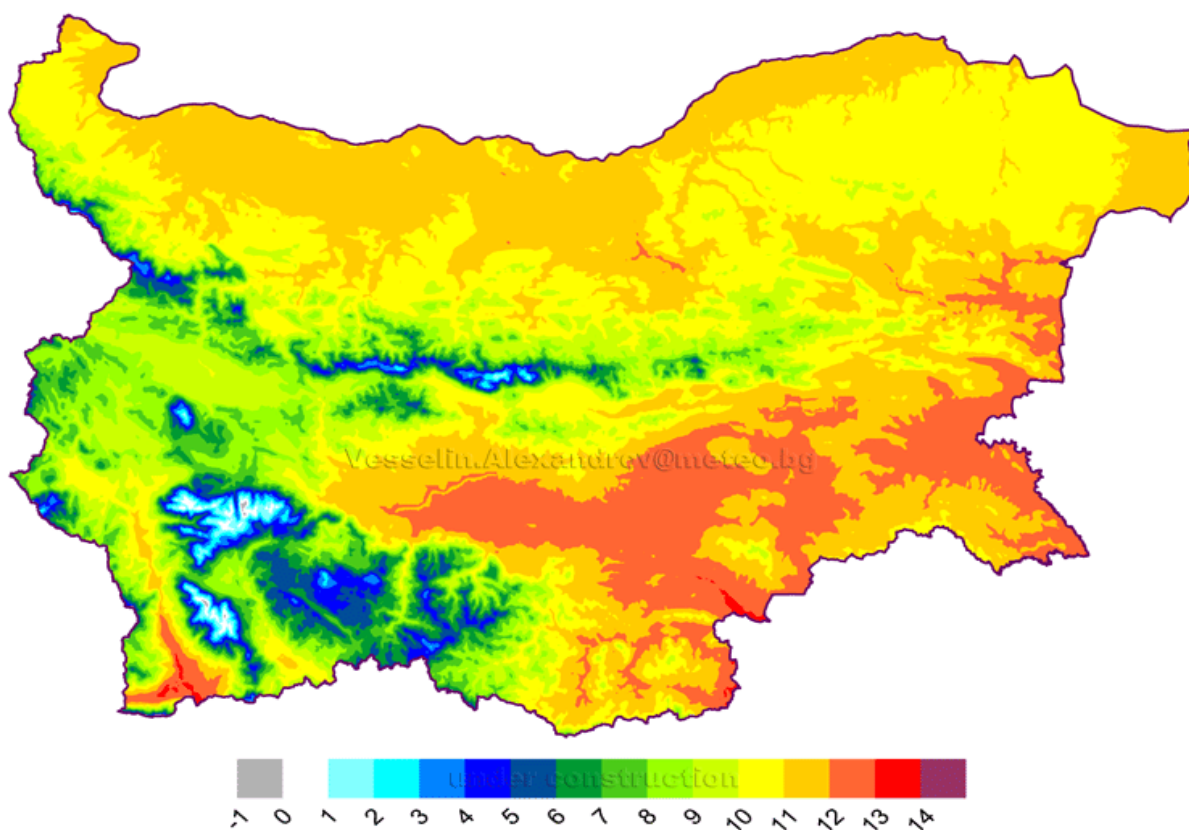 Vesselin.Alexandrov@meteo.bg
under construction
-1 0 1 2 3 4 5 6 7 8 9 10 11 12 13 14